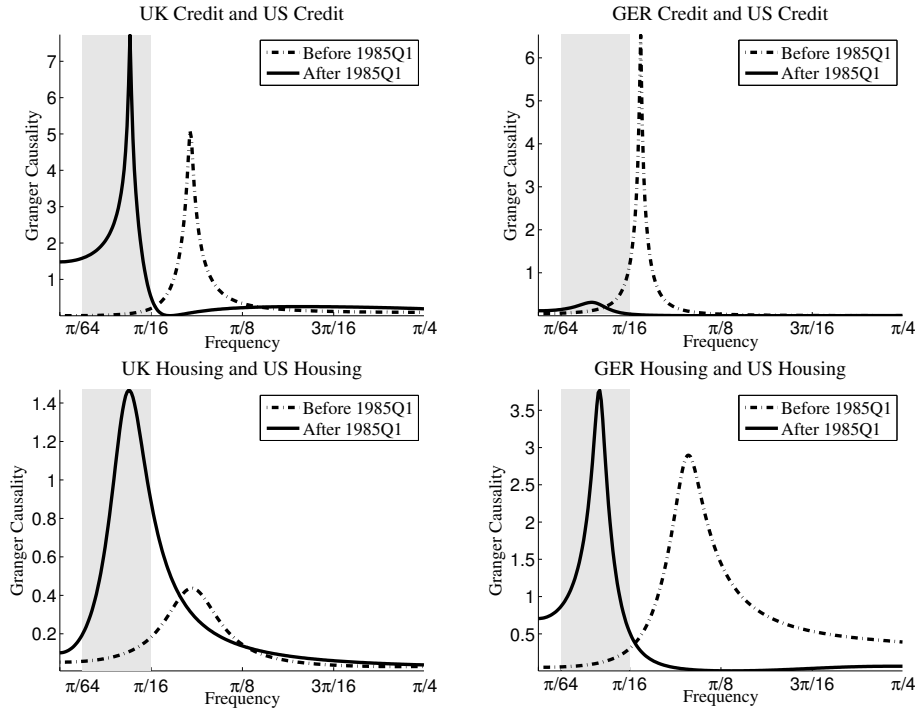 UK Credit and US Credit
Granger Causality
7
6
5
4
3
2
1
Before 1985Q1
After 1985Q1
π/64 π/16 π/8 3π/16 π/4
Frequency
GER Credit and US Credit
Granger Causality
6
5
4
3
2
1
Before 1985Q1
After 1985Q1
π/64 π/16 π/8 3π/16 π/4
Frequency
UK Housing and US Housing
Granger Causality
1.4
1.2
1
0.8
0.6
0.4
0.2
Before 1985Q1
After 1985Q1
π/64 π/16 π/8 3π/16 π/4
Frequency
GER Housing and US Housing
Granger Causality
3.5
3
2.5
2
1.5
1
0.5
Before 1985Q1
After 1985Q1
π/64 π/16 π/8 3π/16 π/4
Frequency